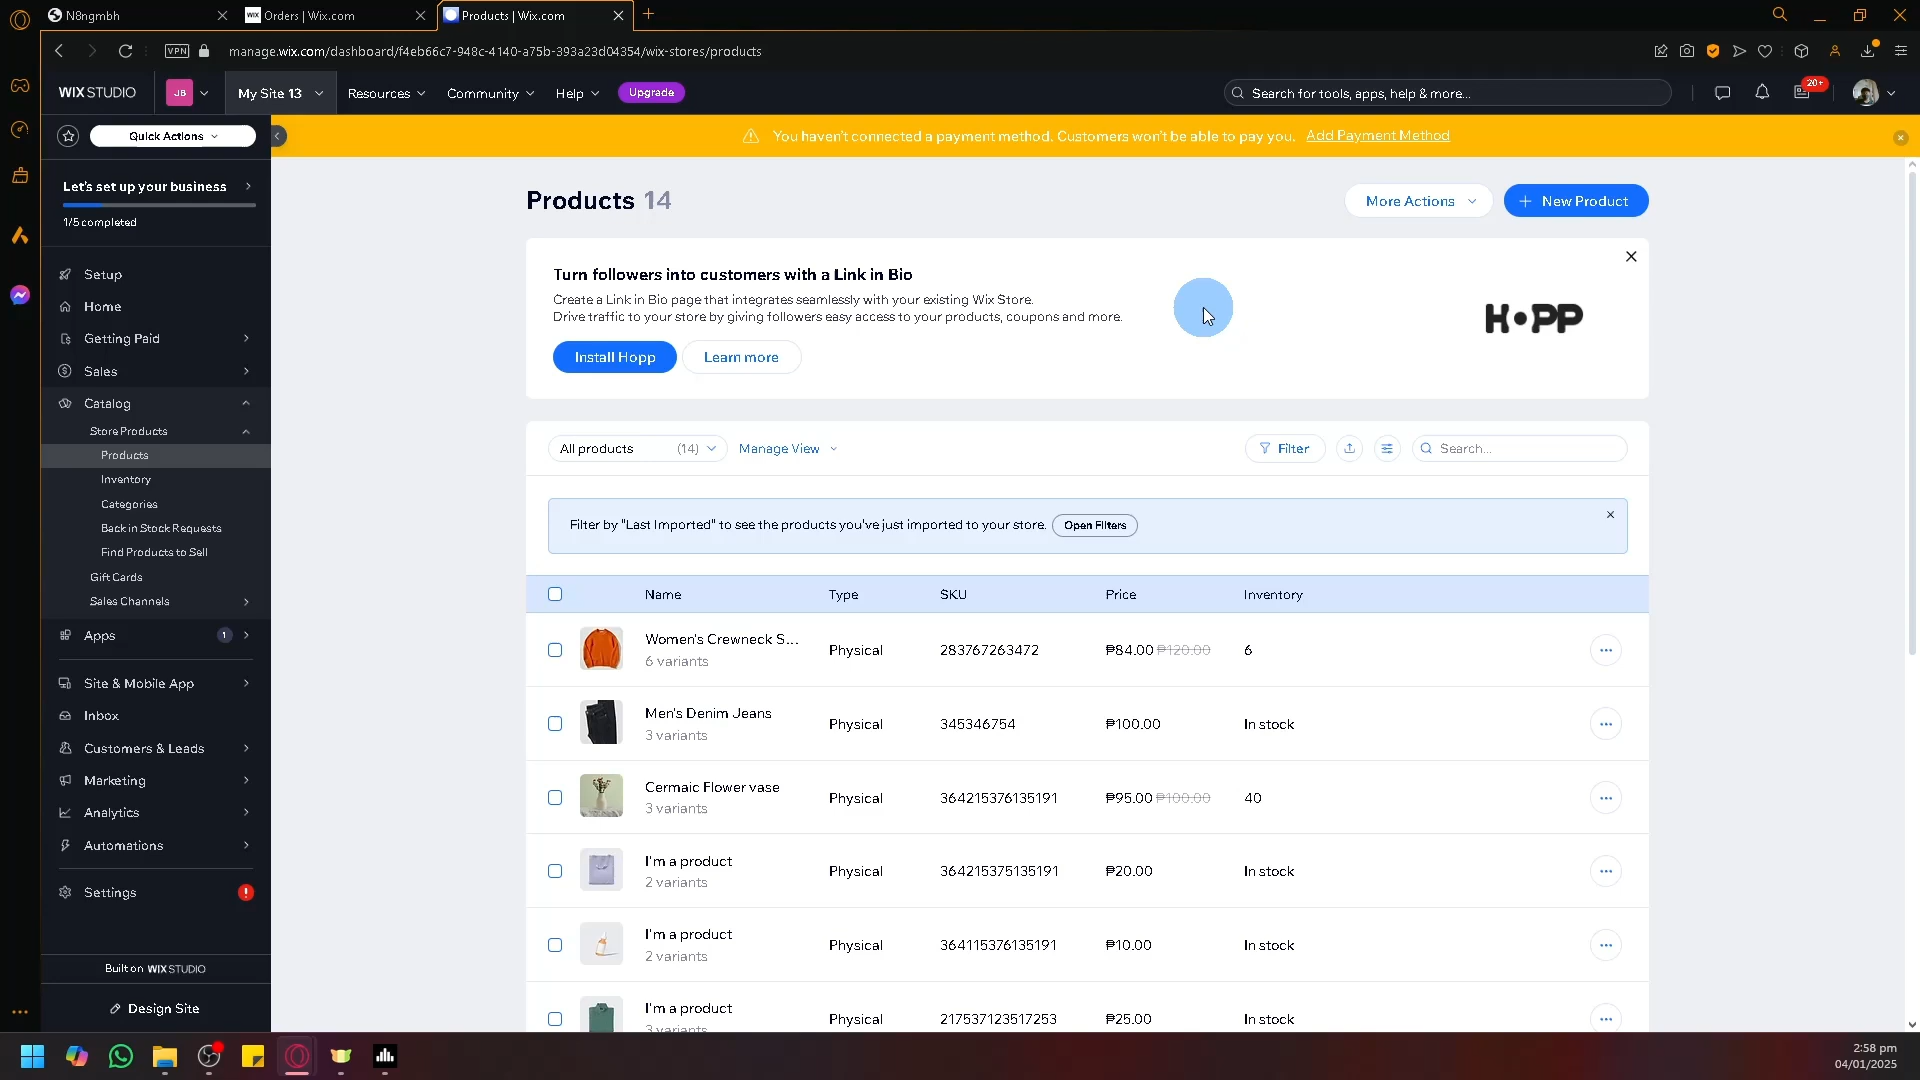 N8ngmbh
WIX Orders | Wix.com
Products | Wix.com
VPN
manage.wix.com/dashboard/f4eb66c7-948c-4140-a75b-393a23d04354/wix-stores/products
WIX STUDIO
JB
My Site 13
Resources
Community
Help
Upgrade
Search for tools, apps, help & more...
20+
Quick Actions
You haven't connected a payment method. Customers won't be able to pay you. Add Payment Method
Let's set up your business
1/5 completed
Setup
Home
Getting Paid
Sales
Catalog
Store Products
Products
Inventory
Categories
Back in Stock Requests
Find Products to Sell
Gift Cards
Sales Channels
Apps
1
Site & Mobile App
Inbox
Customers & Leads
Marketing
Analytics
Automations
Settings
Built on WIX STUDIO
Design Site
Products 14
More Actions
New Product
Turn followers into customers with a Link in Bio
Create a Link in Bio page that integrates seamlessly with your existing Wix Store.
Drive traffic to your store by giving followers easy access to your products, coupons and more.
Install Hopp
Learn more
HOPP
All products (14)
Manage View
Filter
Search...
Filter by "Last Imported" to see the products you've just imported to your store. Open Filters
Name Type SKU Price Inventory
Women's Crewneck S...
6 variants
Physical 283767263472 ₱84.00 ₱120.00 6
Men's Denim Jeans
3 variants
Physical 345346754 ₱100.00 In stock
Cermaic Flower vase
3 variants
Physical 364215376135191 ₱95.00 ₱100.00 40
I'm a product
2 variants
Physical 364215375135191 ₱20.00 In stock
I'm a product
2 variants
Physical 364115376135191 ₱10.00 In stock
I'm a product
3 variants
Physical 217537123517253 ₱25.00 In stock
2:58 pm
04/01/2025